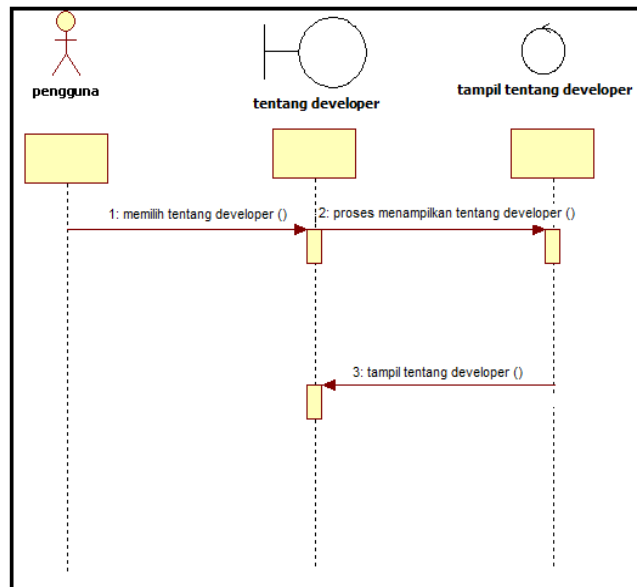 pengguna
tentang developer
tampil tentang developer
1: memilih tentang developer ()
2: proses menampilkan tentang developer ()
3: tampil tentang developer ()